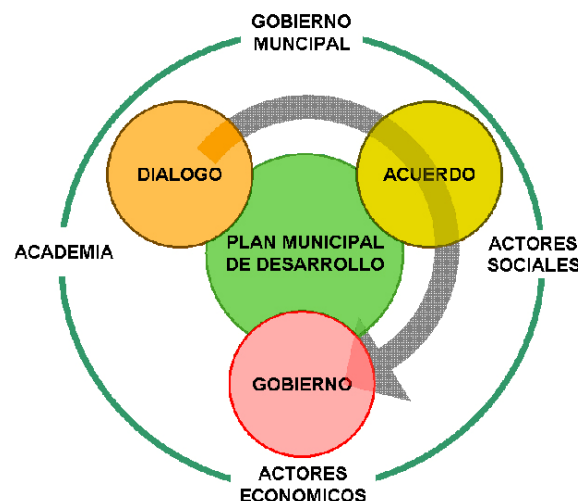 GOBIERNO
MUNCIPAL
DIALOGO
ACUERDO
PLAN MUNICIPAL
DE DESARROLLO
ACADEMIA
ACTORES
SOCIALES
GOBIERNO
ACTORES
ECONOMICOS